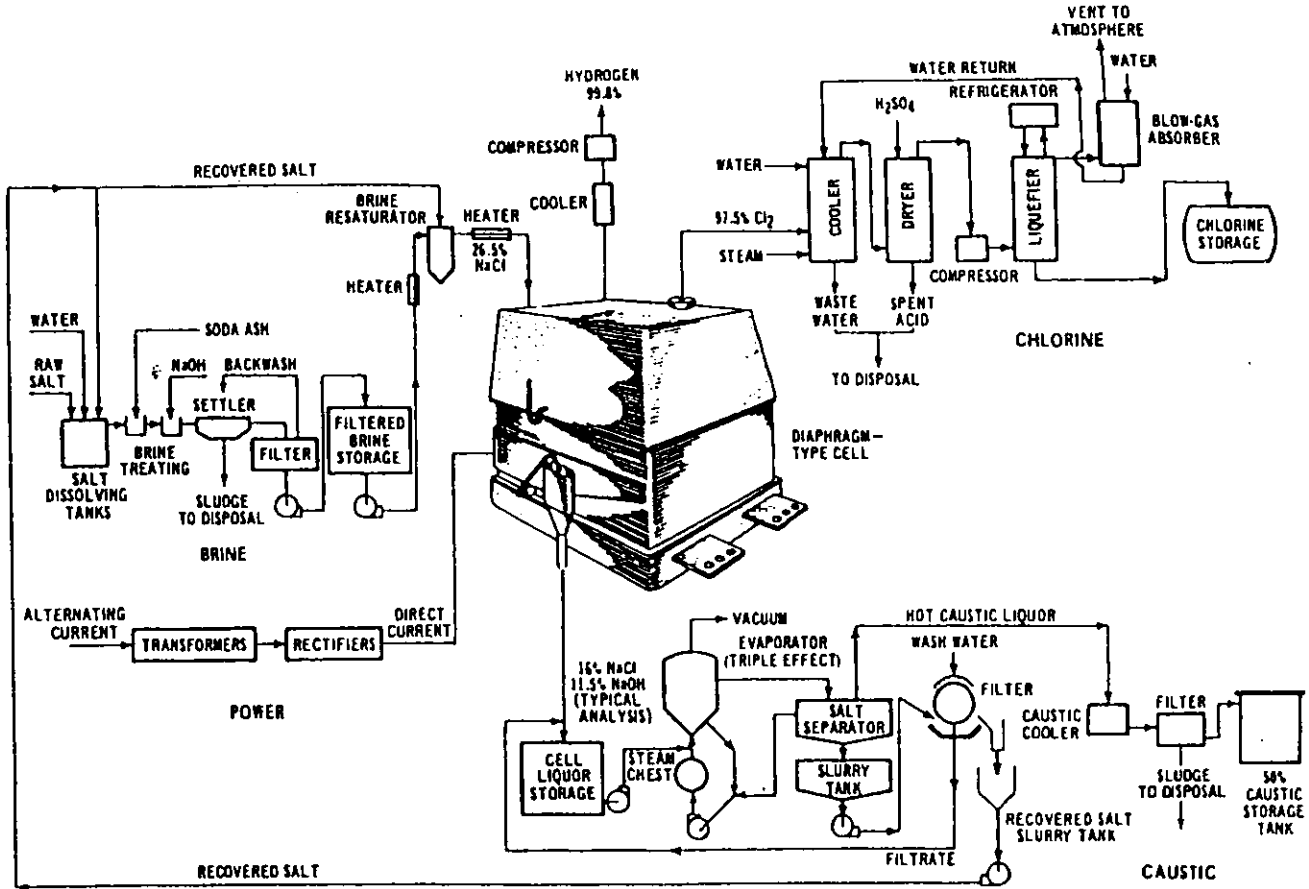 VENT TO
ATMOSPHERE
WATER
HYDROGEN
99.8%
WATER RETURN
REFRIGERATOR
H₂SO₄
BLOW-GAS
ABSORBER
COMPRESSOR
RECOVERED SALT
WATER
COOLER
BRINE
RESATURATOR
HEATER
COOLER
DRYER
LIQUEFIER
97.5% Cl₂
CHLORINE
STORAGE
26.5%
NaCl
STEAM
COMPRESSOR
HEATER
WASTE
WATER
SPENT
ACID
WATER
SODA ASH
CHLORINE
RAW
SALT
NaOH
BACKWASH
SETTLER
TO DISPOSAL
FILTERED
BRINE
STORAGE
DIAPHRAGM-
TYPE CELL
FILTER
BRINE
TREATING
SALT
DISSOLVING
TANKS
SLUDGE
TO DISPOSAL
BRINE
ALTERNATING
CURRENT
TRANSFORMERS
RECTIFIERS
DIRECT
CURRENT
POWER
VACUUM
HOT CAUSTIC LIQUOR
EVAPORATOR
(TRIPLE EFFECT)
WASH WATER
16% NaCl
11.5% NaOH
(TYPICAL
ANALYSIS)
FILTER
FILTER
SALT
SEPARATOR
CAUSTIC
COOLER
CELL
LIQUOR
STORAGE
STEAM
CHEST
SLURRY
TANK
SLUDGE
TO DISPOSAL
50%
CAUSTIC
STORAGE
TANK
RECOVERED SALT
SLURRY TANK
FILTRATE
RECOVERED SALT
CAUSTIC